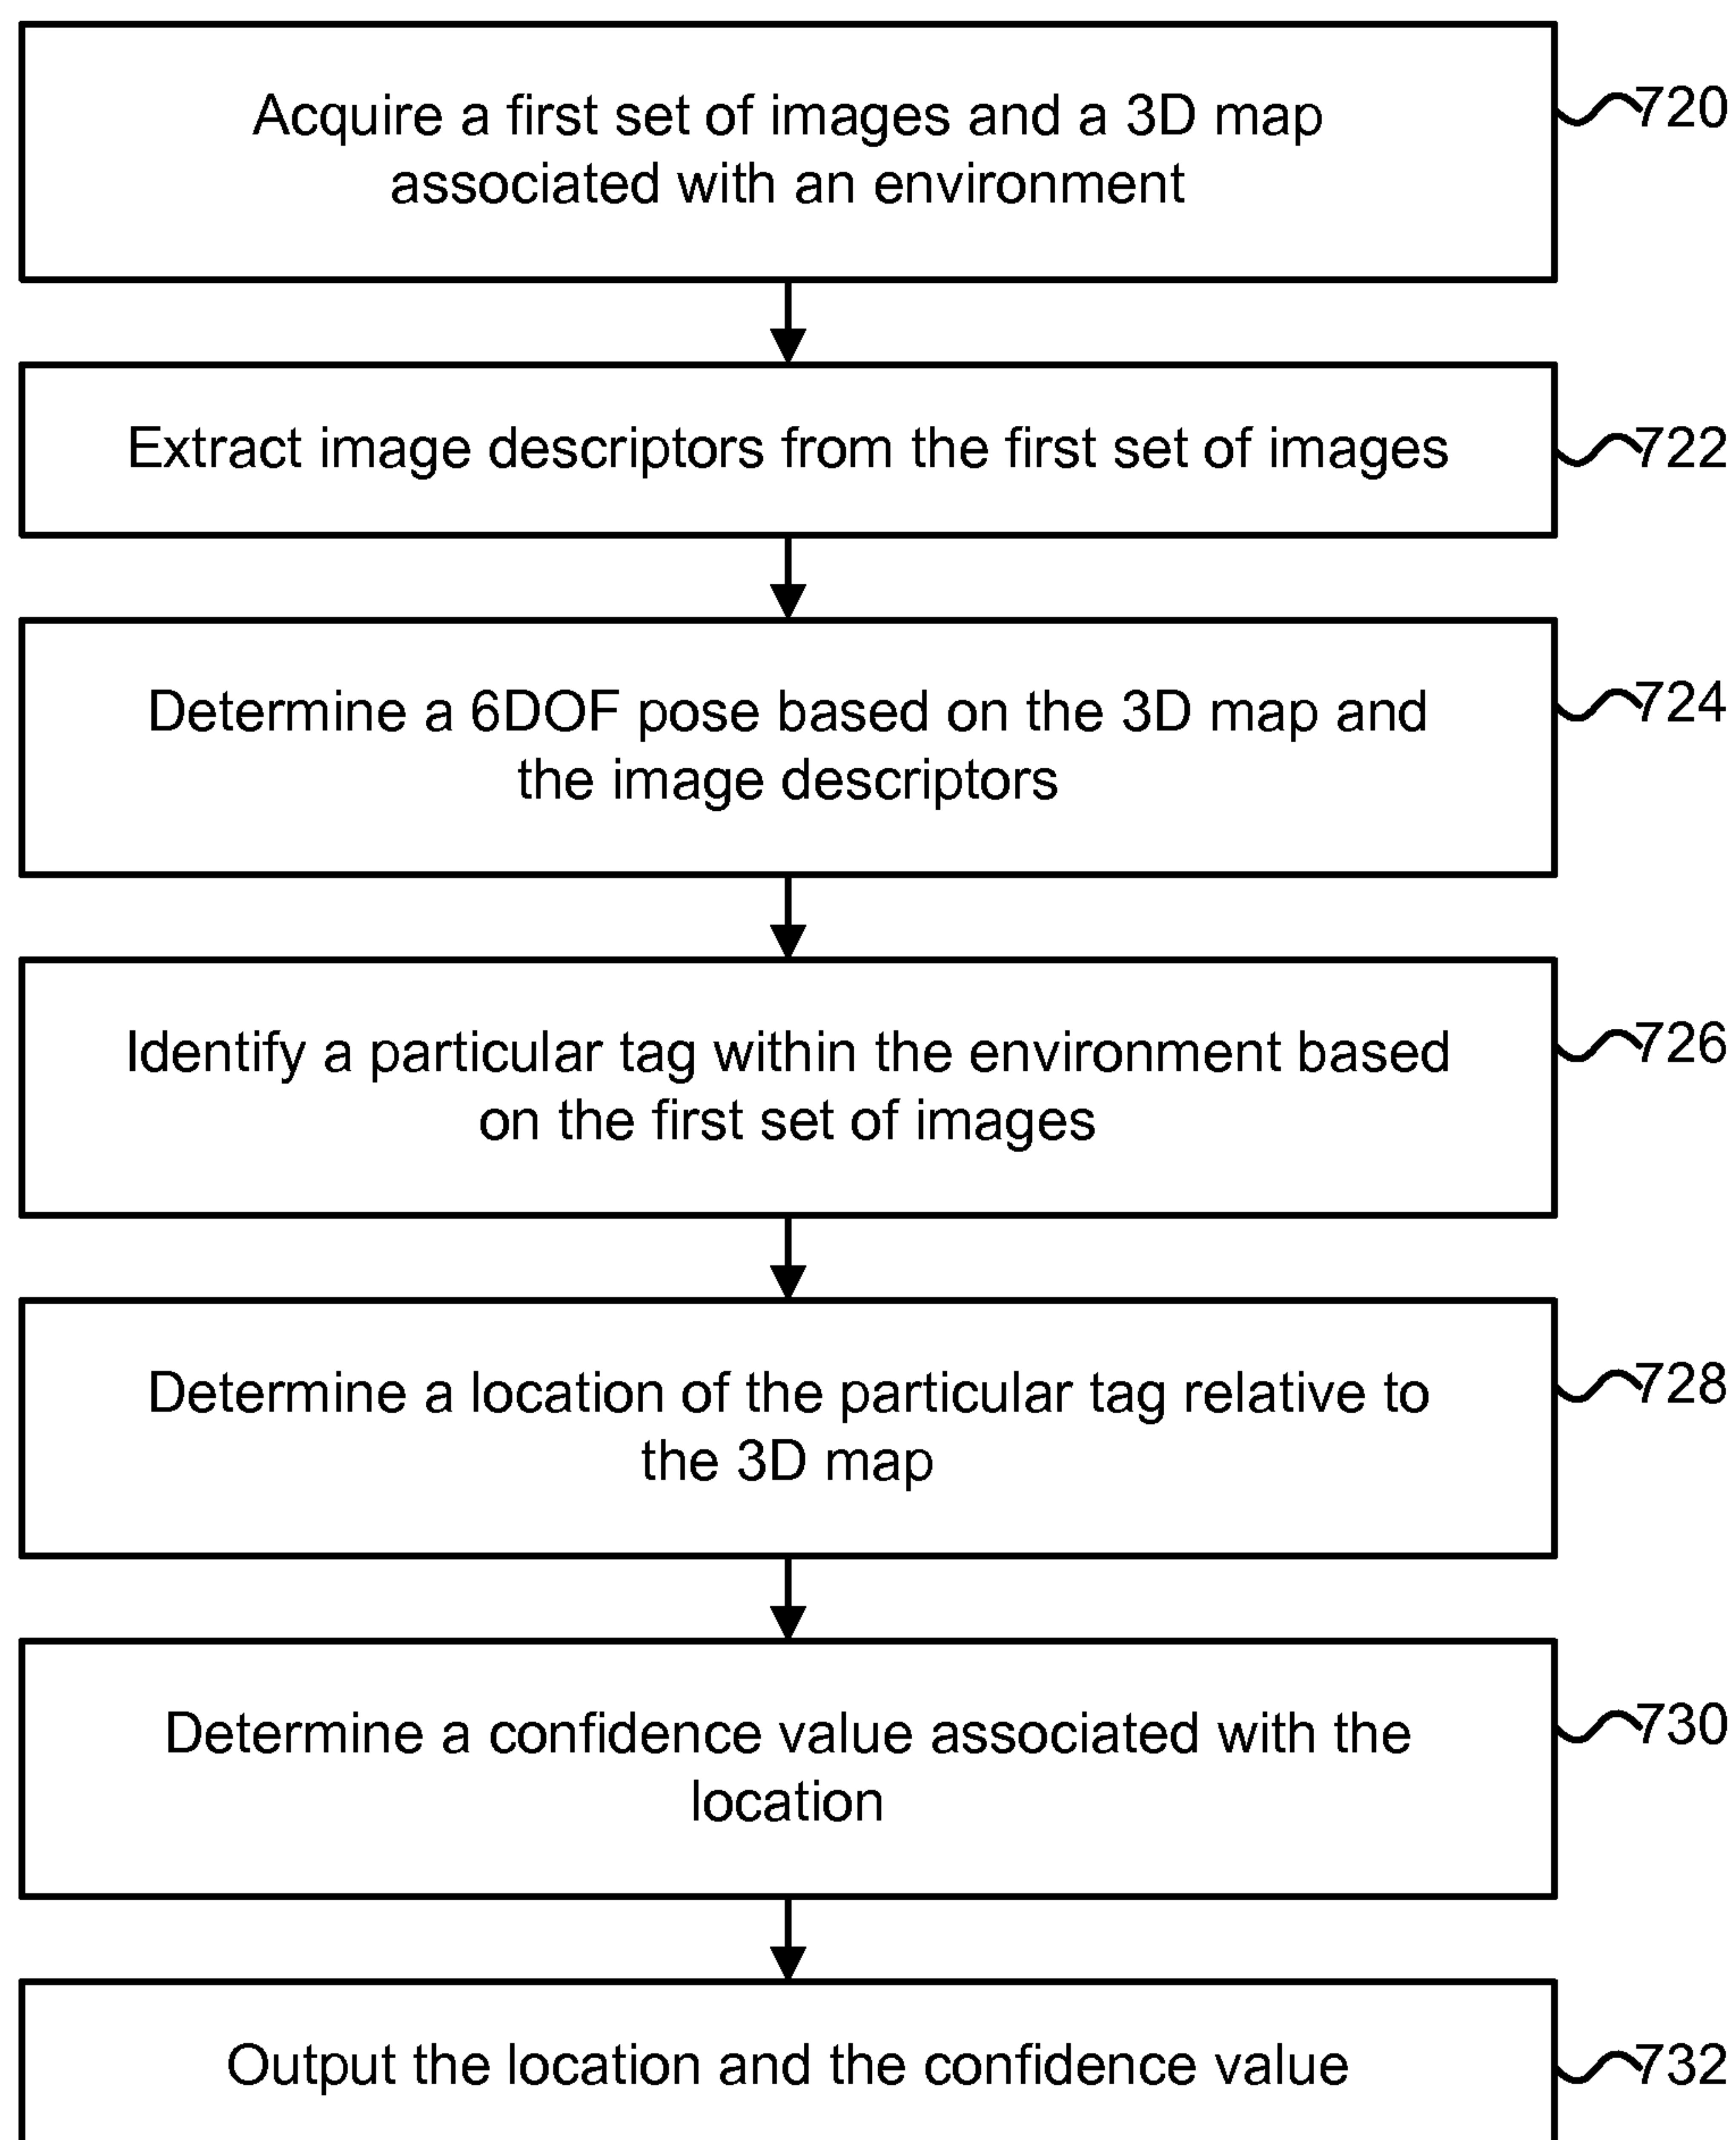 Acquire a first set of images and a 3D map
associated with an environment
720
Extract image descriptors from the first set of images
722
Determine a 6DOF pose based on the 3D map and
the image descriptors
724
Identify a particular tag within the environment based
on the first set of images
726
Determine a location of the particular tag relative to
the 3D map
728
Determine a confidence value associated with the
location
730
Output the location and the confidence value
732